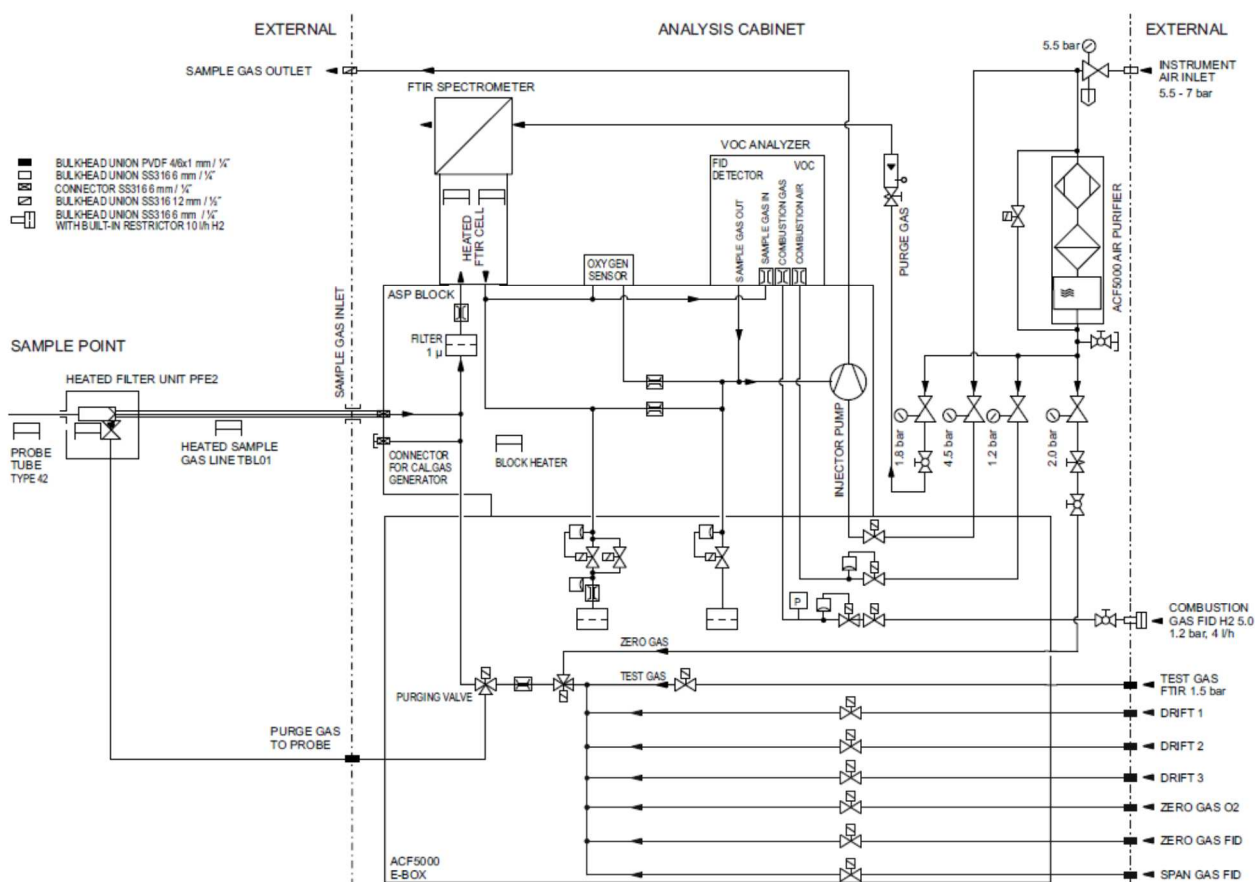 EXTERNAL
ANALYSIS CABINET
EXTERNAL
5.5 bar
SAMPLE GAS OUTLET
INSTRUMENT
AIR INLET
5.5 - 7 bar
FTIR SPECTROMETER
VOC ANALYZER
FID
DETECTOR
VOC
BULKHEAD UNION PVDF 4/6x1 mm / ¼"
BULKHEAD UNION SS316 6 mm / ¼"
CONNECTOR SS316 6 mm / ¼"
BULKHEAD UNION SS316 12 mm / ½"
BULKHEAD UNION SS316 6 mm / ¼"
WITH BUILT-IN RESTRICTOR 10 l/h H2
HEATED
FTIR CELL
SAMPLE GAS OUT
SAMPLE GAS IN
COMBUSTION GAS
COMBUSTION AIR
PURGE GAS
ACF5000 AIR PURIFIER
OXYGEN
SENSOR
ASP BLOCK
FILTER
1 µ
SAMPLE GAS INLET
SAMPLE POINT
HEATED FILTER UNIT PFE2
PROBE
TUBE
TYPE 42
HEATED SAMPLE
GAS LINE TBL01
CONNECTOR
FOR CAL.GAS
GENERATOR
BLOCK HEATER
INJECTOR PUMP
1.8 bar
4.5 bar
1.2 bar
2.0 bar
P
COMBUSTION
GAS FID H2 5.0
1.2 bar, 4 l/h
ZERO GAS
TEST GAS
PURGING VALVE
TEST GAS
FTIR 1.5 bar
DRIFT 1
PURGE GAS
TO PROBE
DRIFT 2
DRIFT 3
ZERO GAS O2
ZERO GAS FID
ACF5000
E-BOX
SPAN GAS FID